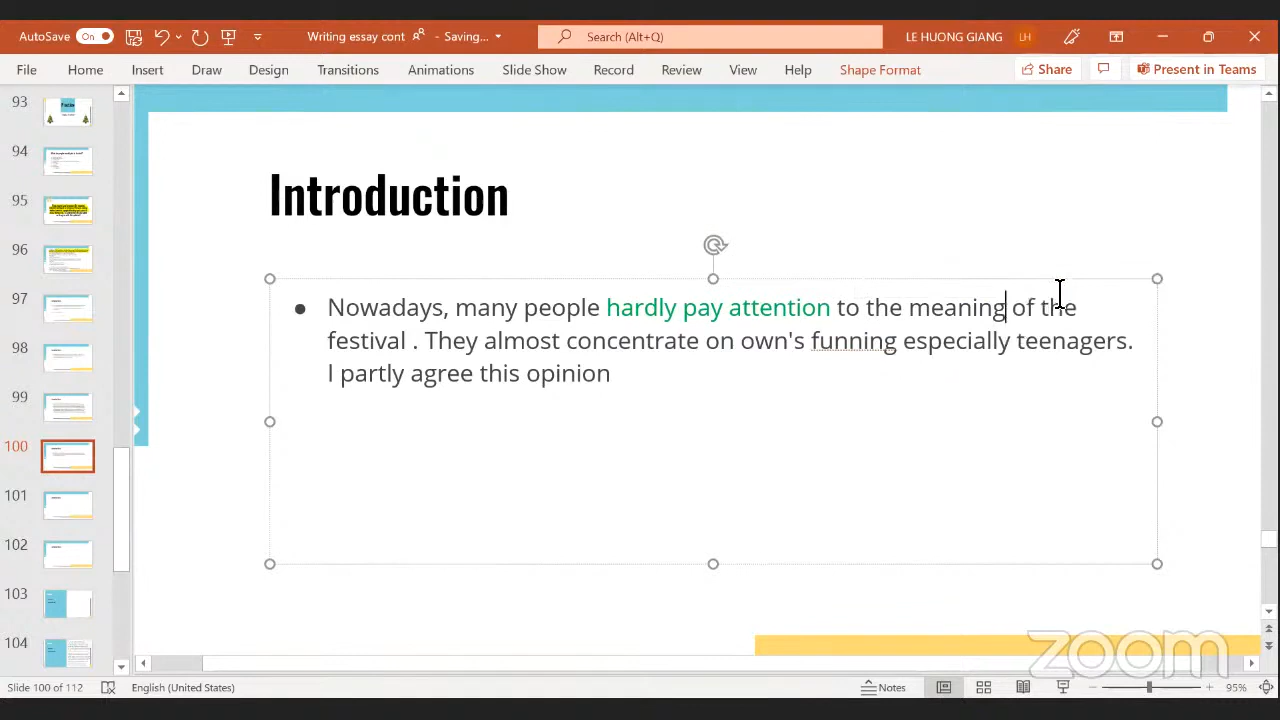 AutoSave On Writing essay cont - Saving... Search (Alt+Q) LE HUONG GIANG LH
File Home Insert Draw Design Transitions Animations Slide Show Record Review View Help Shape Format Share Present in Teams
93
94
95
96
97
98
99
100
101
102
103
104
Introduction
● Nowadays, many people hardly pay attention to the meaning of the
festival . They almost concentrate on own's funning especially teenagers.
I partly agree this opinion
zoom
Slide 100 of 112 English (United States) Notes 95%